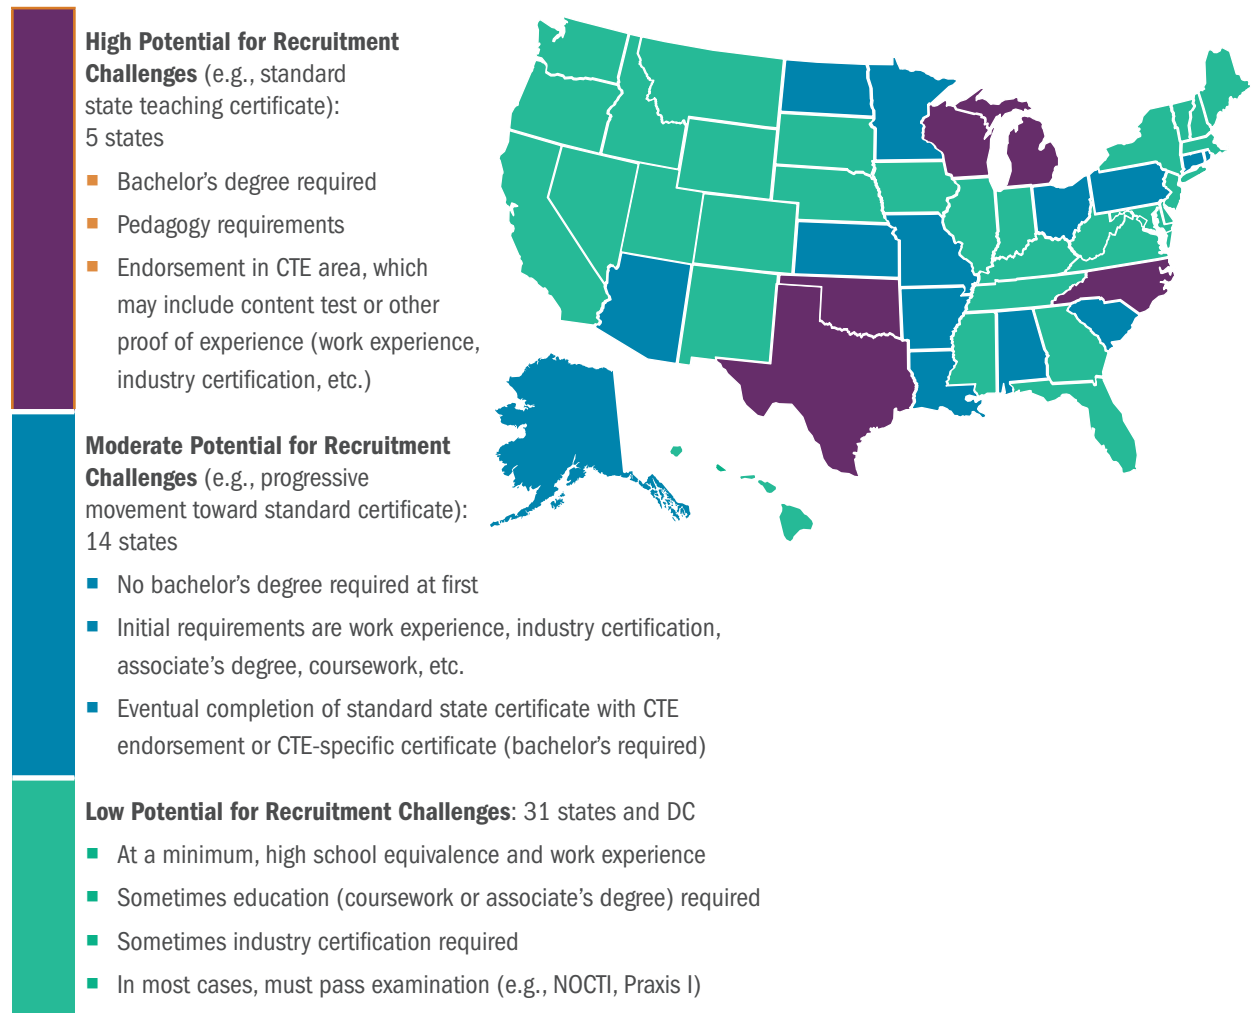 High Potential for Recruitment
Challenges (e.g., standard
state teaching certificate):
5 states
Bachelor’s degree required
Pedagogy requirements
Endorsement in CTE area, which
may include content test or other
proof of experience (work experience,
industry certification, etc.)
Moderate Potential for Recruitment
Challenges (e.g., progressive
movement toward standard certificate):
14 states
No bachelor’s degree required at first
Initial requirements are work experience, industry certification,
associate’s degree, coursework, etc.
Eventual completion of standard state certificate with CTE
endorsement or CTE-specific certificate (bachelor’s required)
Low Potential for Recruitment Challenges: 31 states and DC
At a minimum, high school equivalence and work experience
Sometimes education (coursework or associate’s degree) required
Sometimes industry certification required
In most cases, must pass examination (e.g., NOCTI, Praxis I)